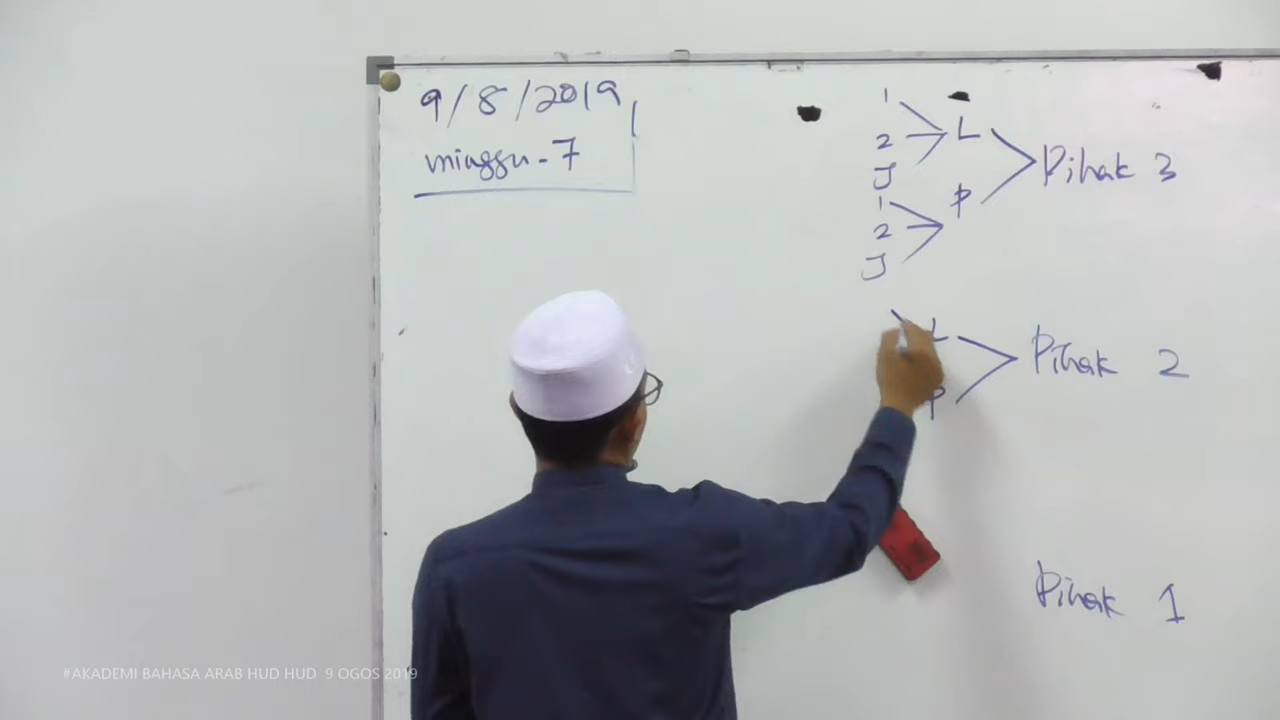 9/8/2019
minggu - 7
1
2
J
L
1
2
J
P
Pihak 3
L
P
Pihak 2
Pihak 1
#AKADEMI BAHASA ARAB HUD HUD 9 OGOS 2019